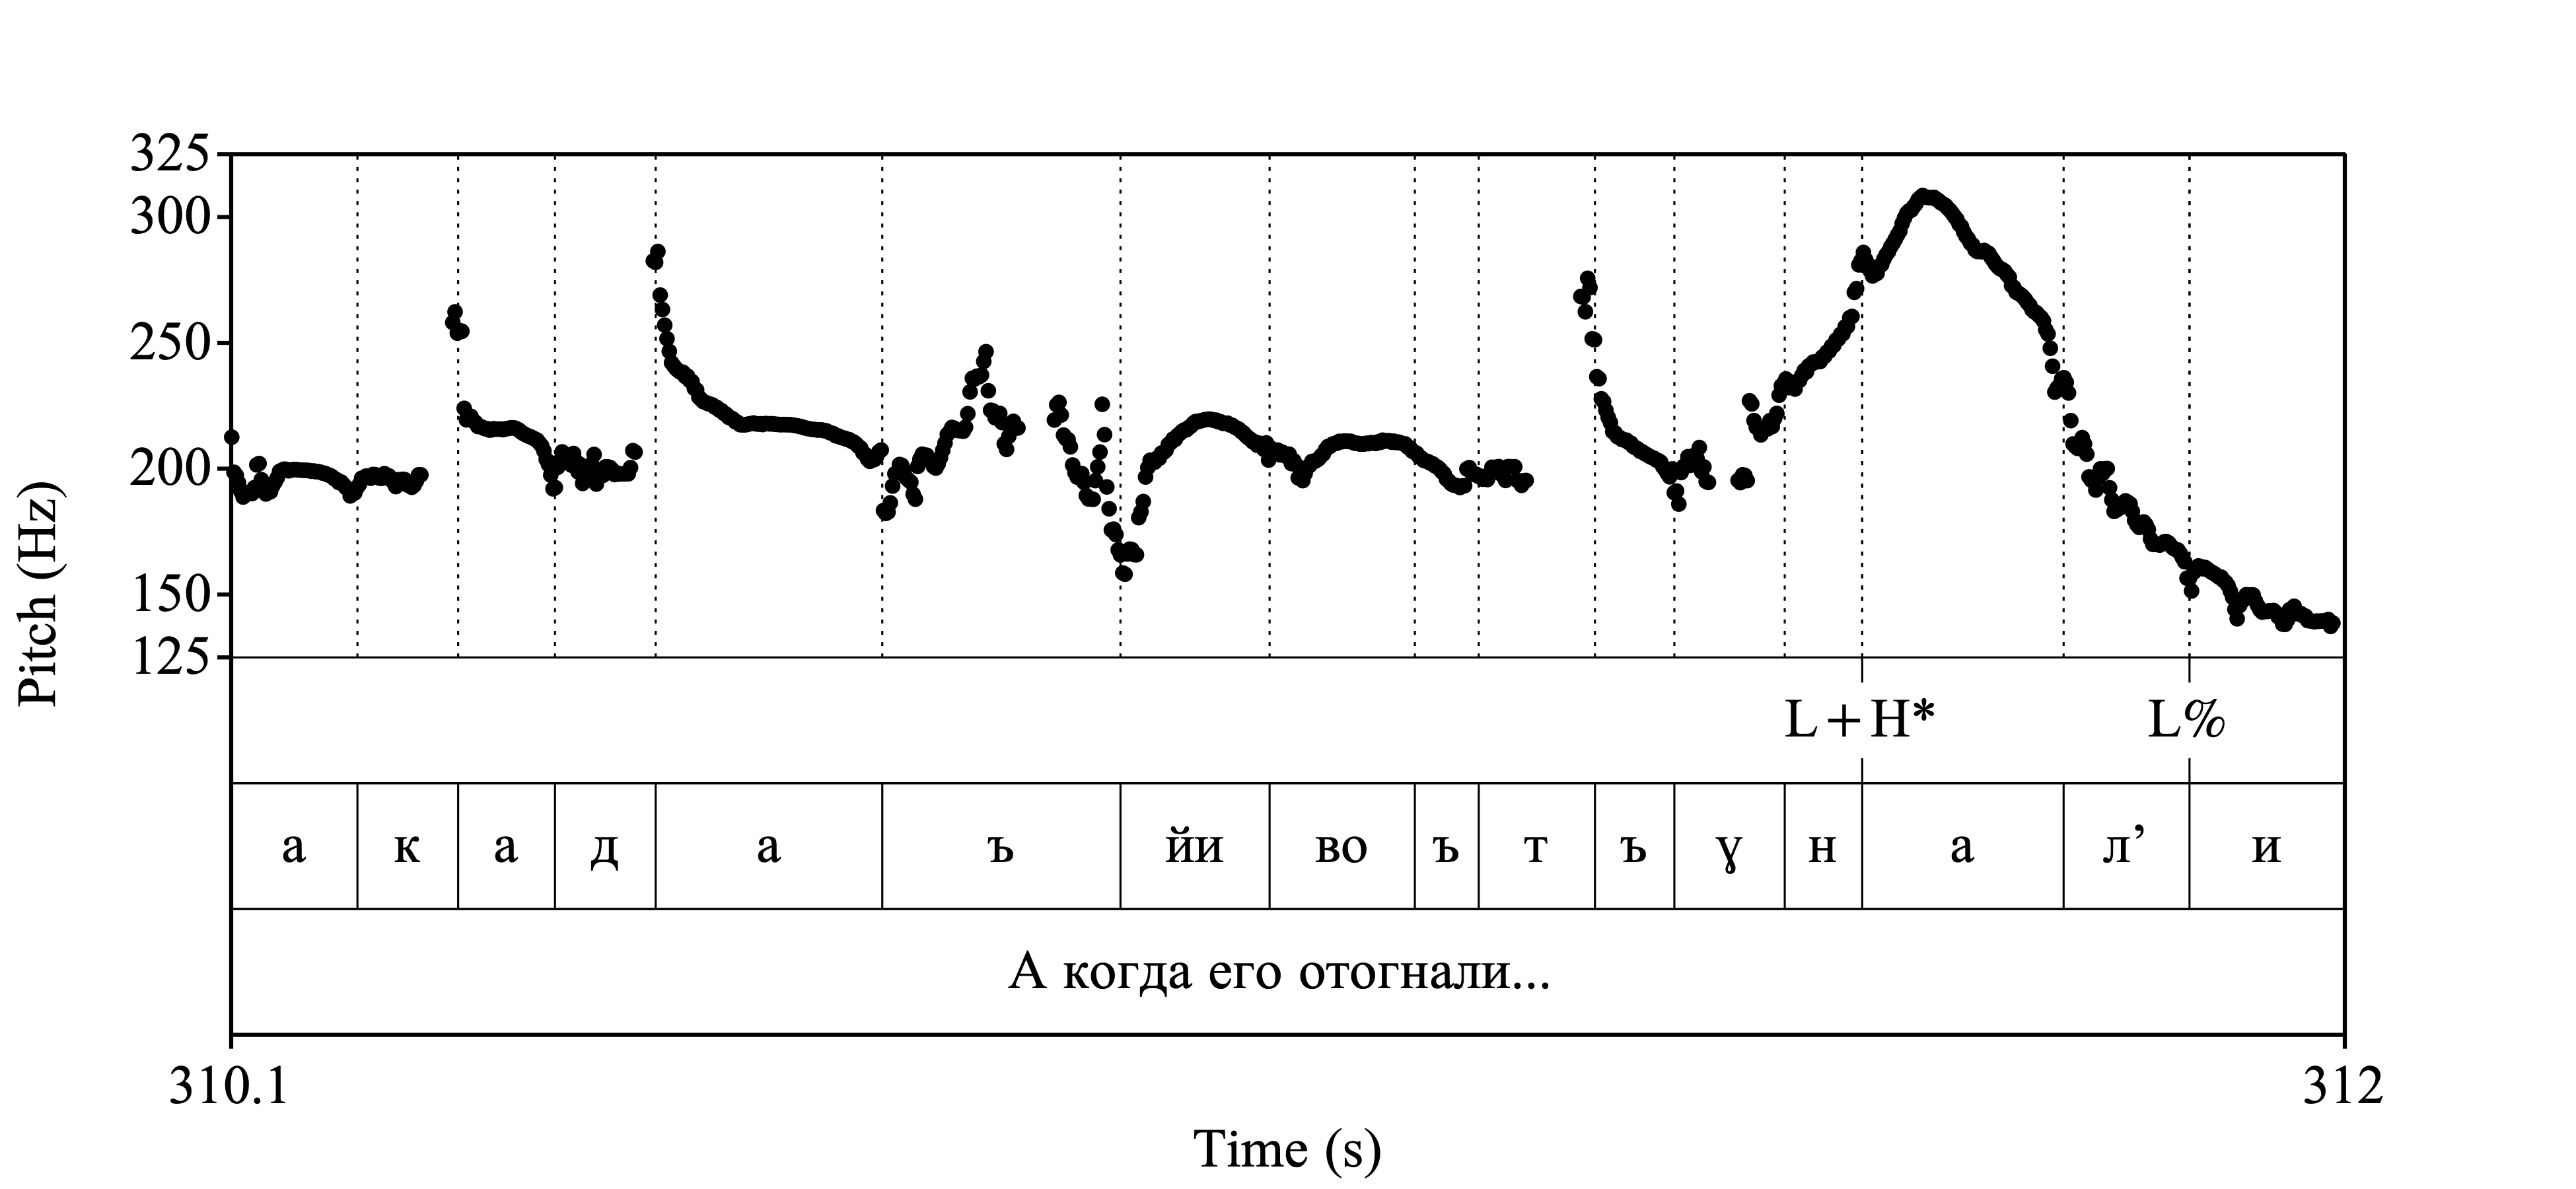 325
300
250
200
150
125
Pitch (Hz)
L+H* L%
а к а д а ъ йи во ъ т ъ ɣ н а л’ и
А когда его отогнали...
310.1 312
Time (s)